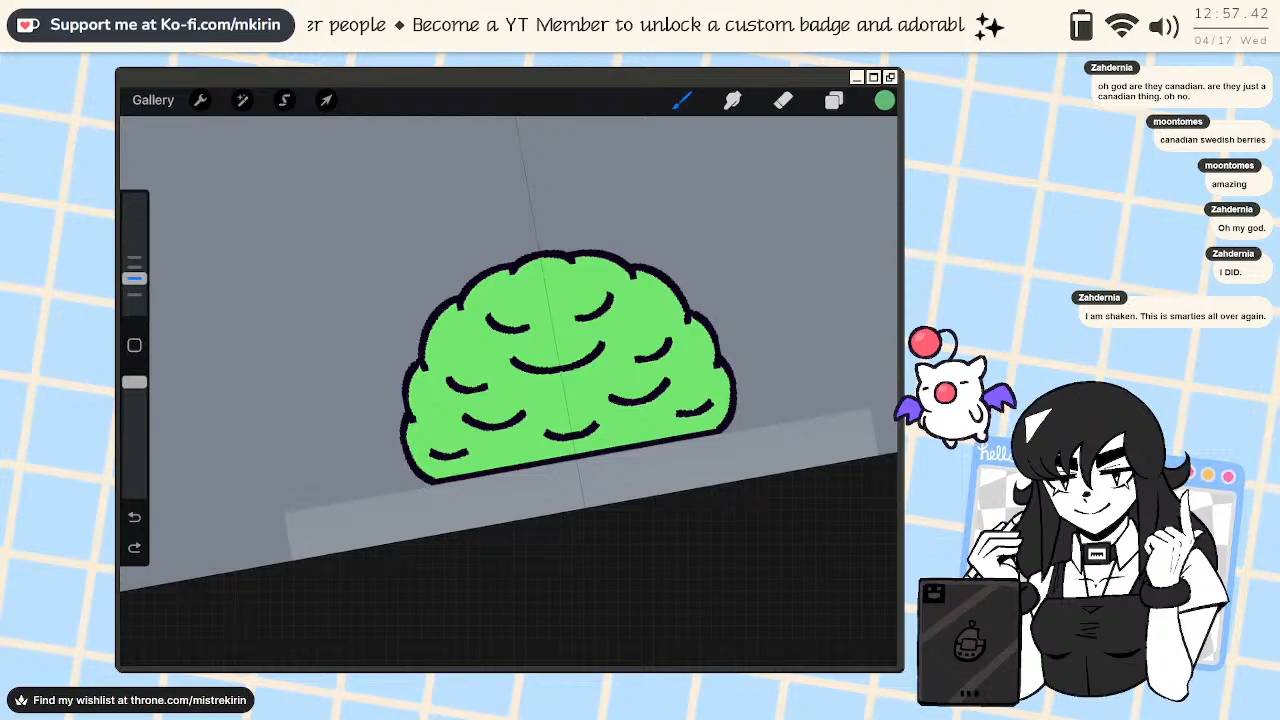 Support me at Ko-fi.com/mkirin
er people ◆ Become a YT Member to unlock a custom badge and adorabl
12:57.42
04/17 Wed
Gallery
Zahdernia
oh god are they canadian. are they just a
canadian thing. oh no.
moontomes
canadian swedish berries
moontomes
amazing
Zahdernia
Oh my god.
Zahdernia
I DID.
Zahdernia
I am shaken. This is smarties all over again.
hello
Find my wishlist at throne.com/mistrekirin